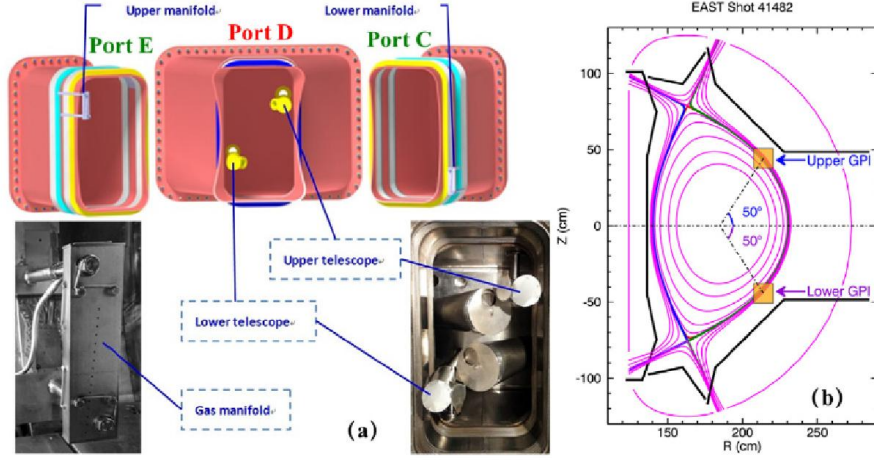 Upper manifold
Lower manifold
Port E
Port D
Port C
Upper telescope
Lower telescope
Gas manifold
(a)
EAST Shot 41482
100
50
0
-50
-100
Z (cm)
Upper GPI
50°
50°
Lower GPI
(b)
150
200
250
R (cm)